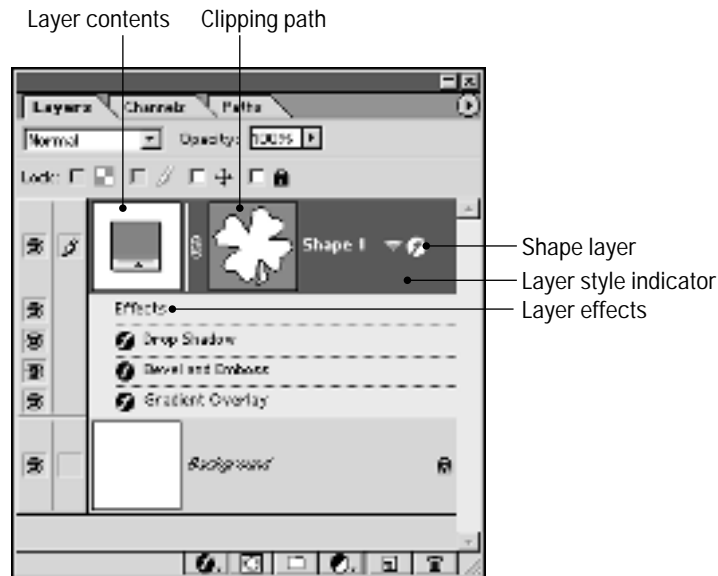 Layer contents Clipping path
Layers Channels Paths
Normal Opacity: 100%
Lock:
Shape 1
Shape layer
Layer style indicator
Effects
Layer effects
Drop Shadow
Bevel and Emboss
Gradient Overlay
Background